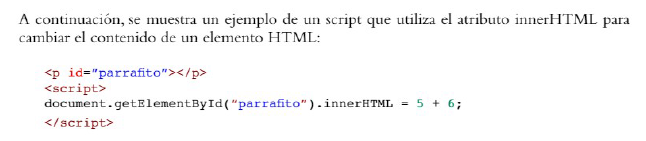 A continuación, se muestra un ejemplo de un script que utiliza el atributo innerHTML para
cambiar el contenido de un elemento HTML:
<p id="parrafito"></p>
<script>
document.getElementById("parrafito").innerHTML = 5 + 6;
</script>